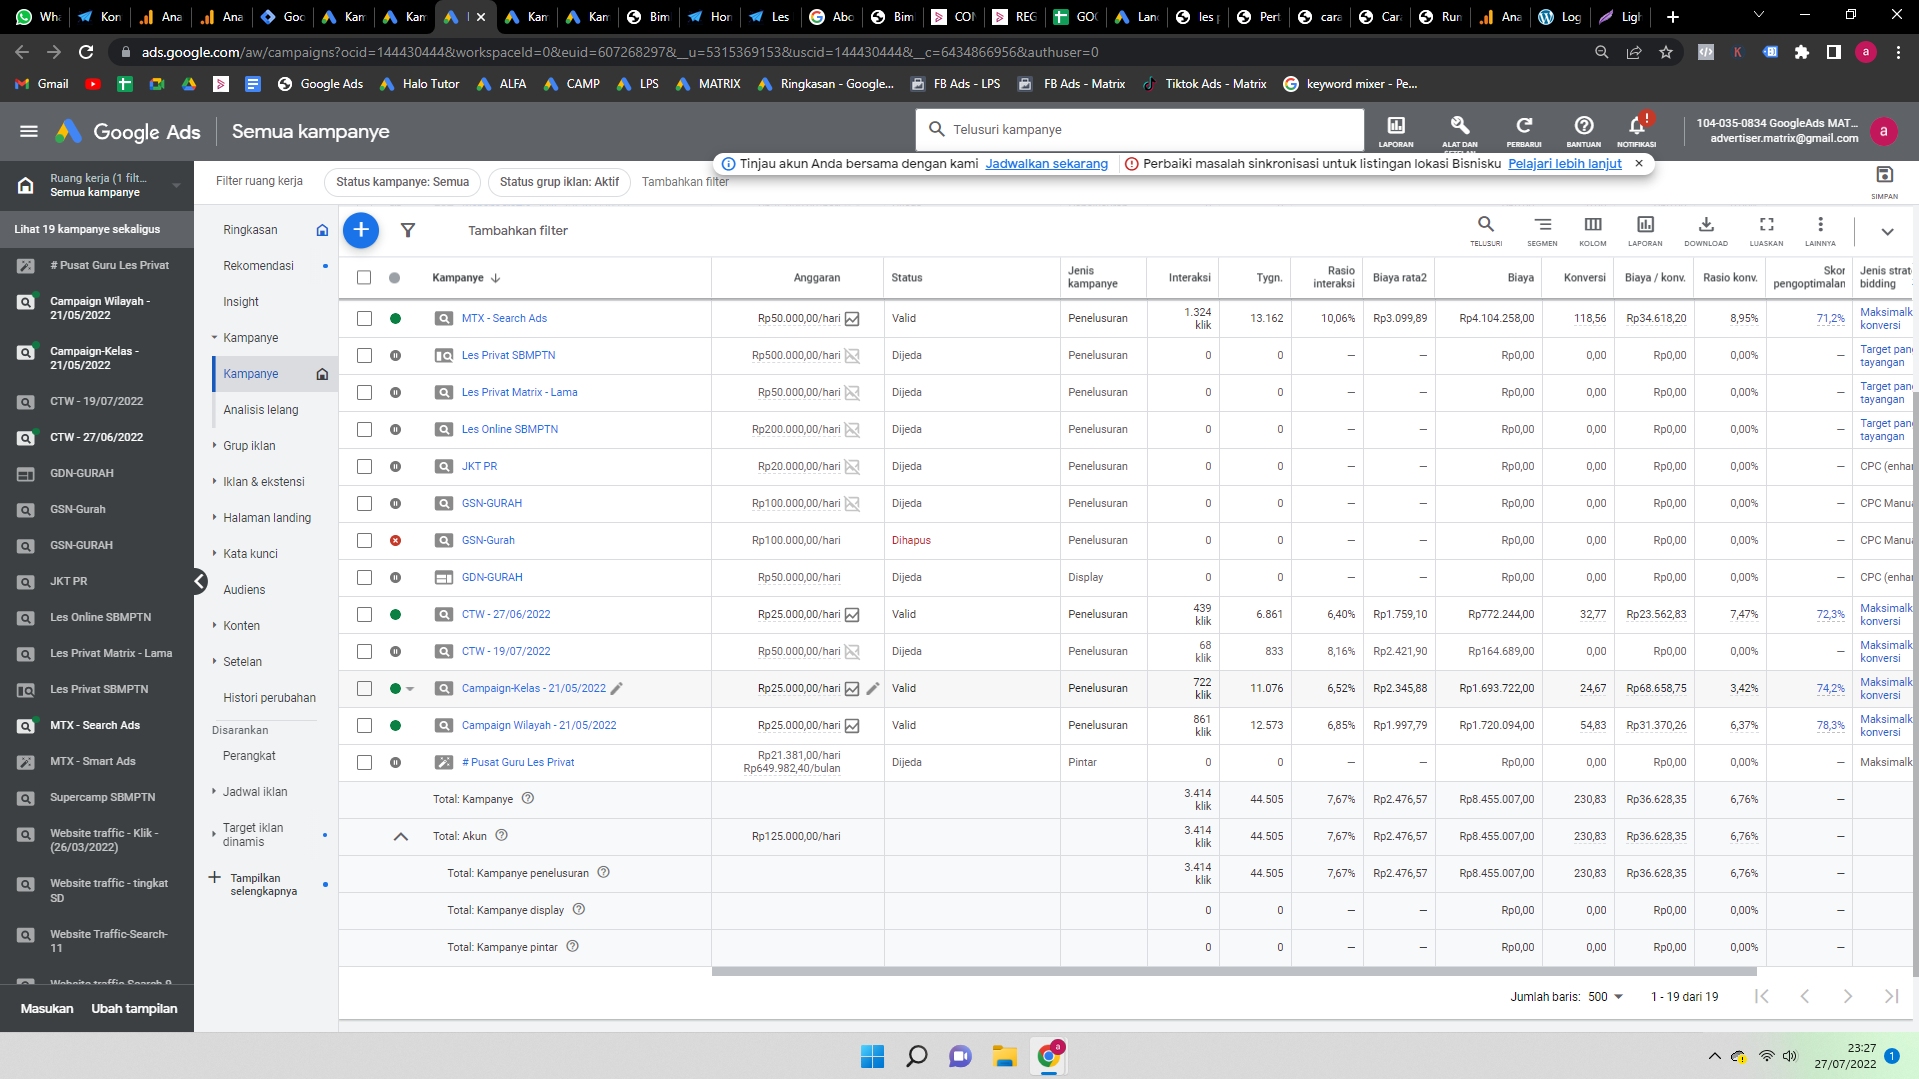 Wha
Kon
Ana
Ana
Goo
Kam
Kam
Kam
Kam
Bim
Hon
Les
Abo
Bim
CON
REG
GOO
Lan
les p
Pert
cara
Cara
Run
Ana
Log
Ligh
ads.google.com/aw/campaigns?ocid=144430444&workspaceId=0&euid=607268297&__u=5315369153&uscid=144430444&__c=6434866956&authuser=0
Gmail
Google Ads
Halo Tutor
ALFA
CAMP
LPS
MATRIX
Ringkasan - Google...
FB Ads - LPS
FB Ads - Matrix
Tiktok Ads - Matrix
keyword mixer - Pe...
Google Ads
Semua kampanye
Telusuri kampanye
LAPORAN
ALAT DAN
PERBARUI
BANTUAN
NOTIFIKASI
104-035-0834 GoogleAds MAT...
advertiser.matrix@gmail.com
Tinjau akun Anda bersama dengan kami Jadwalkan sekarang
Perbaiki masalah sinkronisasi untuk listingan lokasi Bisnisku Pelajari lebih lanjut
Ruang kerja (1 filt...
Semua kampanye
Filter ruang kerja
Status kampanye: Semua
Status grup iklan: Aktif
Tambahkan filter
SIMPAN
Lihat 19 kampanye sekaligus
# Pusat Guru Les Privat
Campaign Wilayah -
21/05/2022
Campaign-Kelas -
21/05/2022
CTW - 19/07/2022
CTW - 27/06/2022
GDN-GURAH
GSN-Gurah
GSN-GURAH
JKT PR
Les Online SBMPTN
Les Privat Matrix - Lama
Les Privat SBMPTN
MTX - Search Ads
MTX - Smart Ads
Supercamp SBMPTN
Website traffic - Klik -
(26/03/2022)
Website traffic - tingkat
SD
Website Traffic-Search-
11
Masukan
Ubah tampilan
Ringkasan
Rekomendasi
Insight
Kampanye
Kampanye
Analisis lelang
Grup iklan
Iklan & ekstensi
Halaman landing
Kata kunci
Audiens
Konten
Setelan
Histori perubahan
Disarankan
Perangkat
Jadwal iklan
Target iklan
dinamis
Tampilkan
selengkapnya
Tambahkan filter
TELUSURI
SEGMEN
KOLOM
LAPORAN
DOWNLOAD
LUASKAN
LAINNYA
Kampanye Anggaran Status Jenis kampanye Interaksi Tygn. Rasio interaksi Biaya rata2 Biaya Konversi Biaya / konv. Rasio konv. Skor pengoptimalan Jenis strat bidding
MTX - Search Ads Rp50.000,00/hari Valid Penelusuran 1.324 klik 13.162 10,06% Rp3.099,89 Rp4.104.258,00 118,56 Rp34.618,20 8,95% 71,2% Maksimalk konversi
Les Privat SBMPTN Rp500.000,00/hari Dijeda Penelusuran 0 0 — — Rp0,00 0,00 Rp0,00 0,00% — Target pan tayangan
Les Privat Matrix - Lama Rp50.000,00/hari Dijeda Penelusuran 0 0 — — Rp0,00 0,00 Rp0,00 0,00% — Target pan tayangan
Les Online SBMPTN Rp200.000,00/hari Dijeda Penelusuran 0 0 — — Rp0,00 0,00 Rp0,00 0,00% — Target pan tayangan
JKT PR Rp20.000,00/hari Dijeda Penelusuran 0 0 — — Rp0,00 0,00 Rp0,00 0,00% — CPC (enhar
GSN-GURAH Rp100.000,00/hari Dijeda Penelusuran 0 0 — — Rp0,00 0,00 Rp0,00 0,00% — CPC Manua
GSN-Gurah Rp100.000,00/hari Dihapus Penelusuran 0 0 — — Rp0,00 0,00 Rp0,00 0,00% — CPC Manua
GDN-GURAH Rp50.000,00/hari Dijeda Display 0 0 — — Rp0,00 0,00 Rp0,00 0,00% — CPC (enhar
CTW - 27/06/2022 Rp25.000,00/hari Valid Penelusuran 439 klik 6.861 6,40% Rp1.759,10 Rp772.244,00 32,77 Rp23.562,83 7,47% 72,3% Maksimalk konversi
CTW - 19/07/2022 Rp50.000,00/hari Dijeda Penelusuran 68 klik 833 8,16% Rp2.421,90 Rp164.689,00 0,00 Rp0,00 0,00% — Maksimalk konversi
Campaign-Kelas - 21/05/2022 Rp25.000,00/hari Valid Penelusuran 722 klik 11.076 6,52% Rp2.345,88 Rp1.693.722,00 24,67 Rp68.658,75 3,42% 74,2% Maksimalk konversi
Campaign Wilayah - 21/05/2022 Rp25.000,00/hari Valid Penelusuran 861 klik 12.573 6,85% Rp1.997,79 Rp1.720.094,00 54,83 Rp31.370,26 6,37% 78,3% Maksimalk konversi
# Pusat Guru Les Privat Rp21.381,00/hari Rp649.982,40/bulan Dijeda Pintar 0 0 — — Rp0,00 0,00 Rp0,00 0,00% — Maksimalk
Total: Kampanye 3.414 klik 44.505 7,67% Rp2.476,57 Rp8.455.007,00 230,83 Rp36.628,35 6,76% —
Total: Akun Rp125.000,00/hari 3.414 klik 44.505 7,67% Rp2.476,57 Rp8.455.007,00 230,83 Rp36.628,35 6,76% —
Total: Kampanye penelusuran 3.414 klik 44.505 7,67% Rp2.476,57 Rp8.455.007,00 230,83 Rp36.628,35 6,76% —
Total: Kampanye display 0 0 — — Rp0,00 0,00 Rp0,00 0,00% —
Total: Kampanye pintar 0 0 — — Rp0,00 0,00 Rp0,00 0,00% —
Jumlah baris: 500
1 - 19 dari 19
23:27
27/07/2022
1